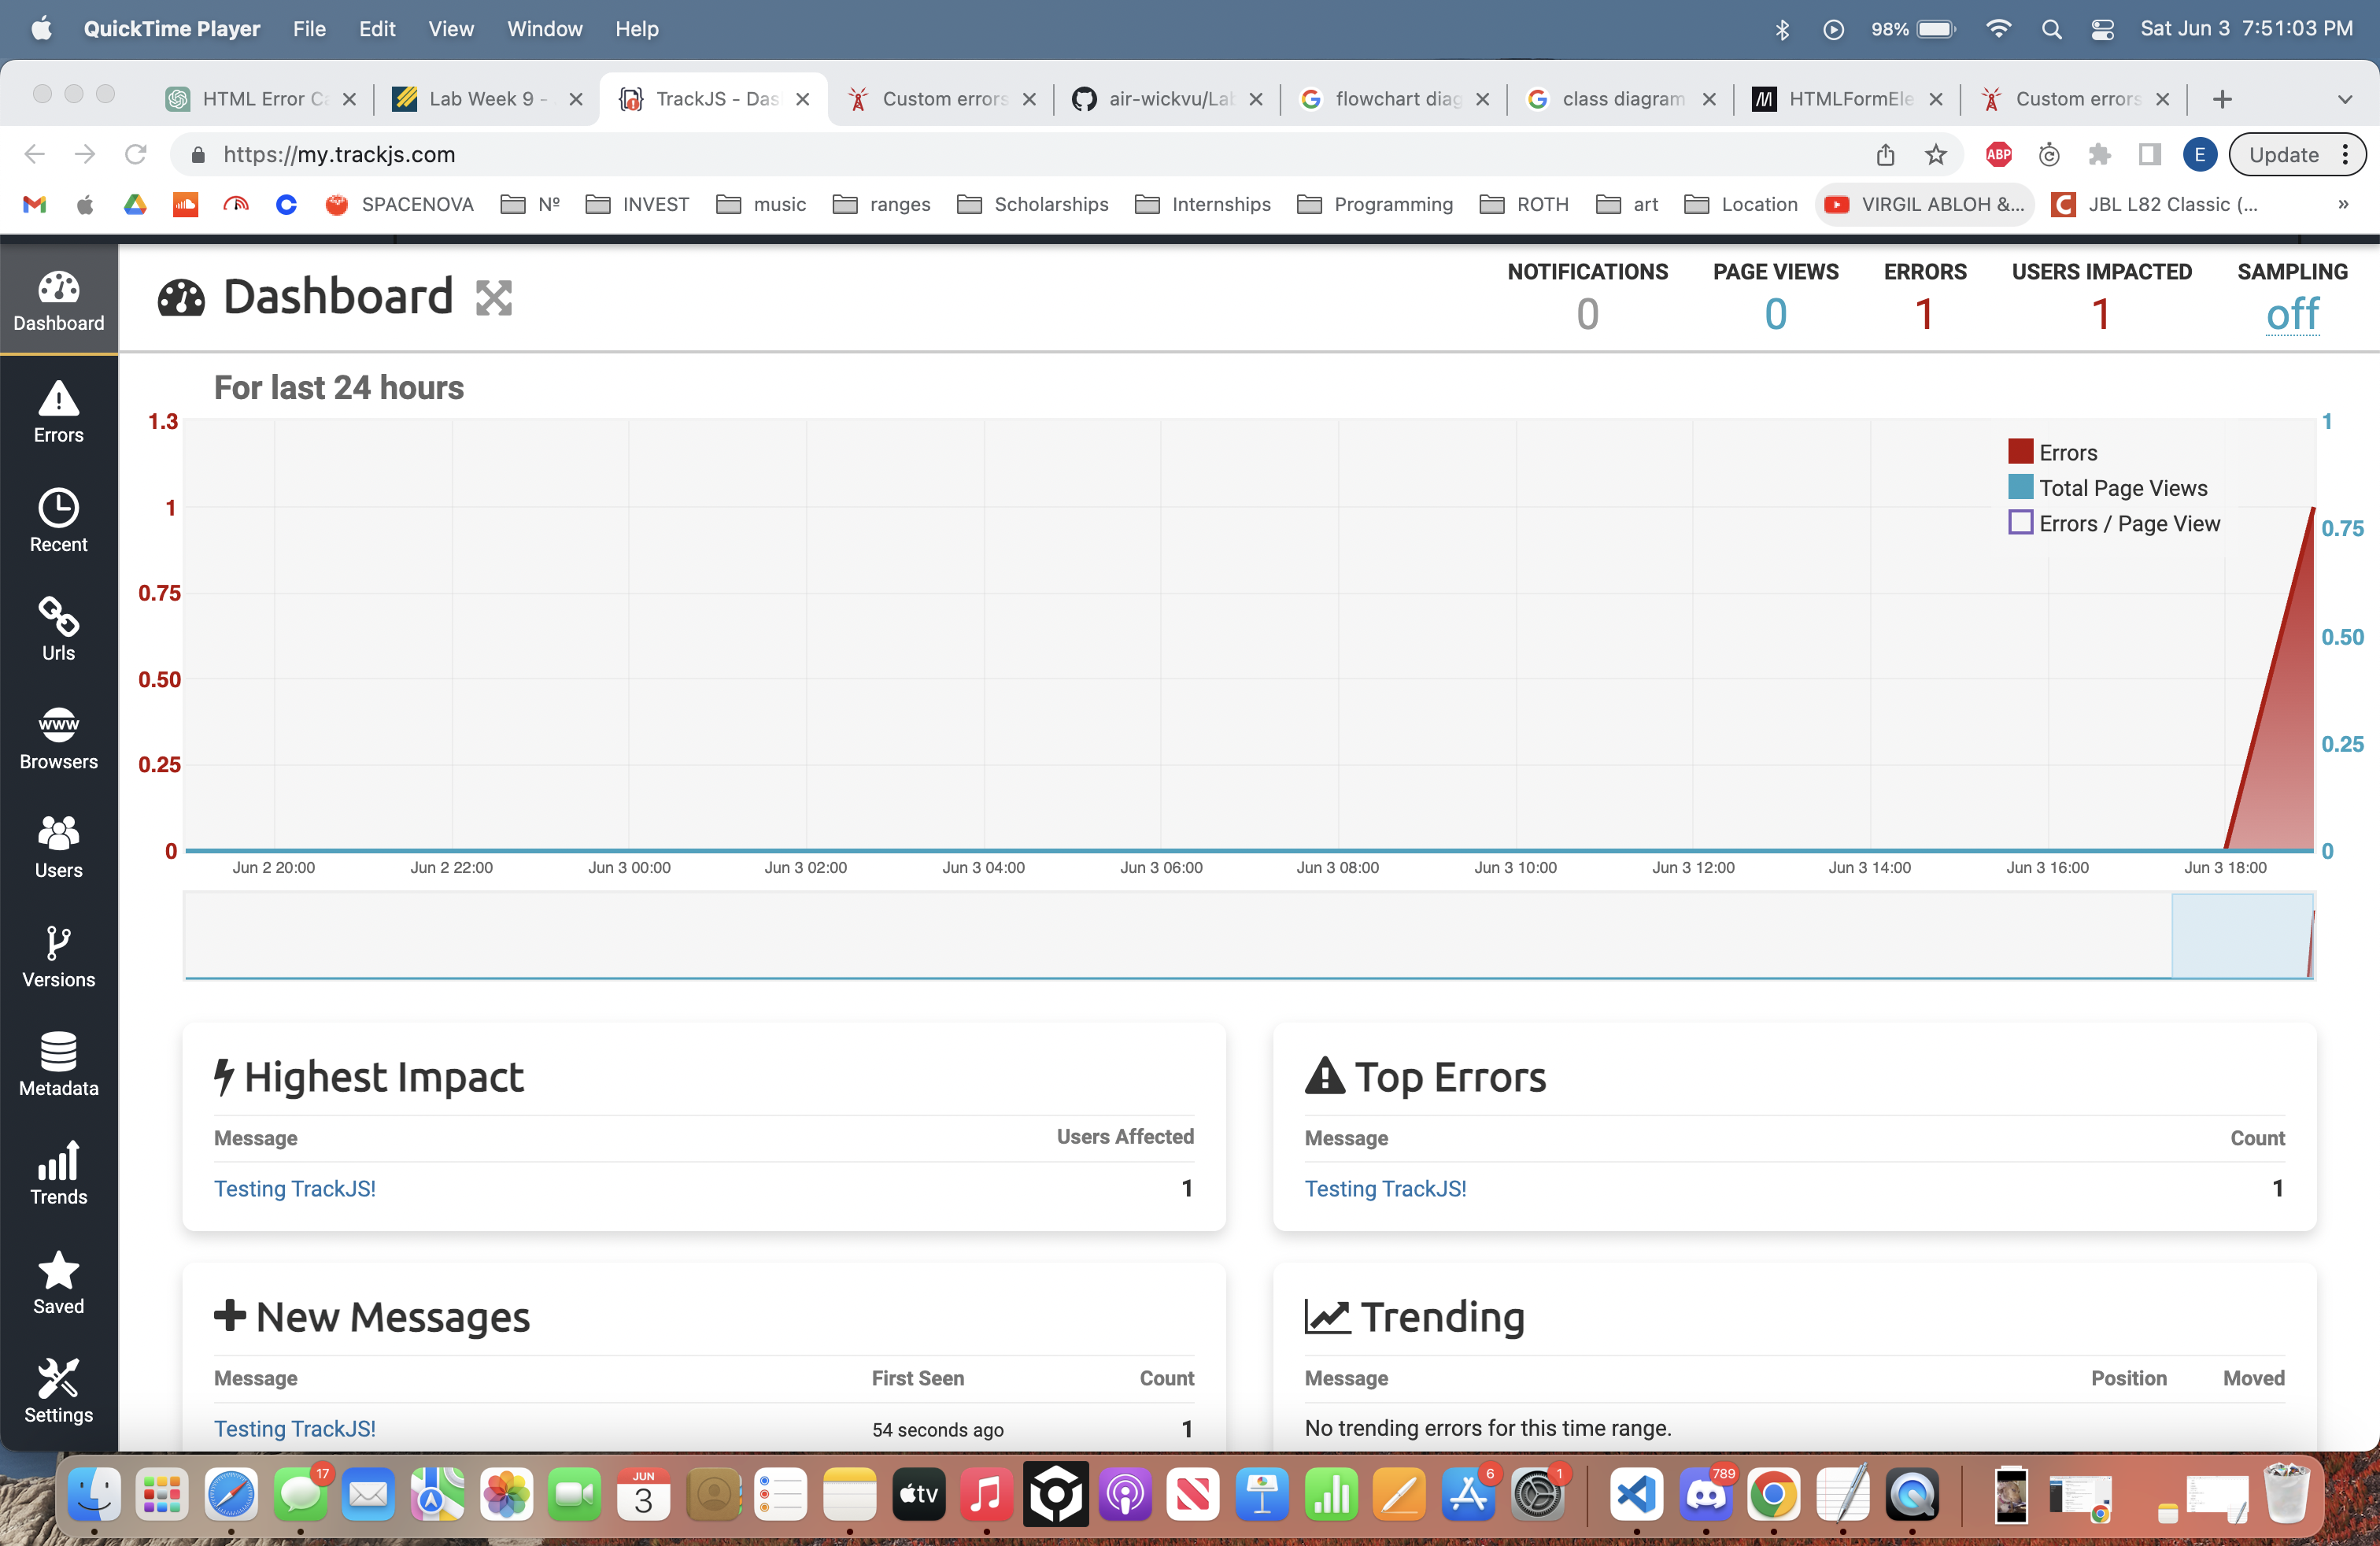 QuickTime Player File Edit View Window Help 98% Sat Jun 3 7:51:03 PM
HTML Error Ca Lab Week 9 - TrackJS - Das Custom errors air-wickvu/Lab flowchart diag class diagram HTMLFormEle Custom errors
https://my.trackjs.com ABP E Update
SPACENOVA Nº INVEST music ranges Scholarships Internships Programming ROTH art Location VIRGIL ABLOH &... JBL L82 Classic (... »
Dashboard
Errors
Recent
Urls
www
Browsers
Users
Versions
Metadata
Trends
Saved
Settings
Dashboard
NOTIFICATIONS PAGE VIEWS ERRORS USERS IMPACTED SAMPLING
0 0 1 1 off
For last 24 hours
1.3
1
0.75
0.50
0.25
0
Errors
Total Page Views
Errors / Page View
1
0.75
0.50
0.25
0
Jun 2 20:00 Jun 2 22:00 Jun 3 00:00 Jun 3 02:00 Jun 3 04:00 Jun 3 06:00 Jun 3 08:00 Jun 3 10:00 Jun 3 12:00 Jun 3 14:00 Jun 3 16:00 Jun 3 18:00
Highest Impact
Message Users Affected
Testing TrackJS! 1
Top Errors
Message Count
Testing TrackJS! 1
New Messages
Message First Seen Count
Testing TrackJS! 54 seconds ago 1
Trending
Message Position Moved
No trending errors for this time range.
17 JUN 3 tv 6 1 789